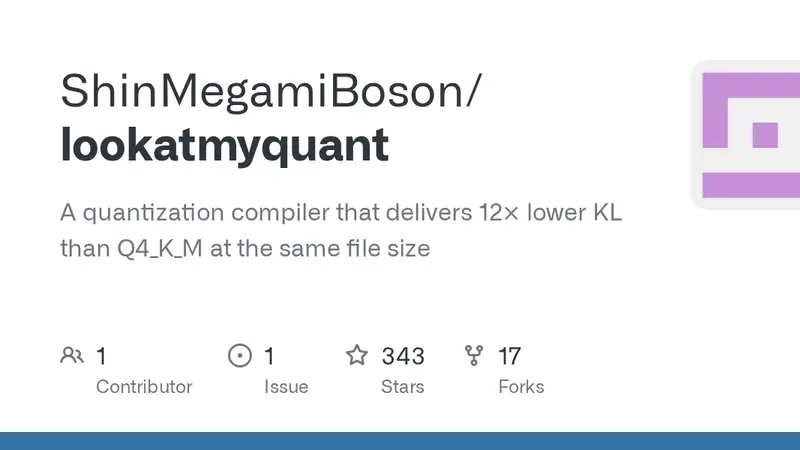 ShinMegamiBoson/
lookatmyquant
A quantization compiler that delivers 12× lower KL
than Q4_K_M at the same file size
1
Contributor
1
Issue
343
Stars
17
Forks